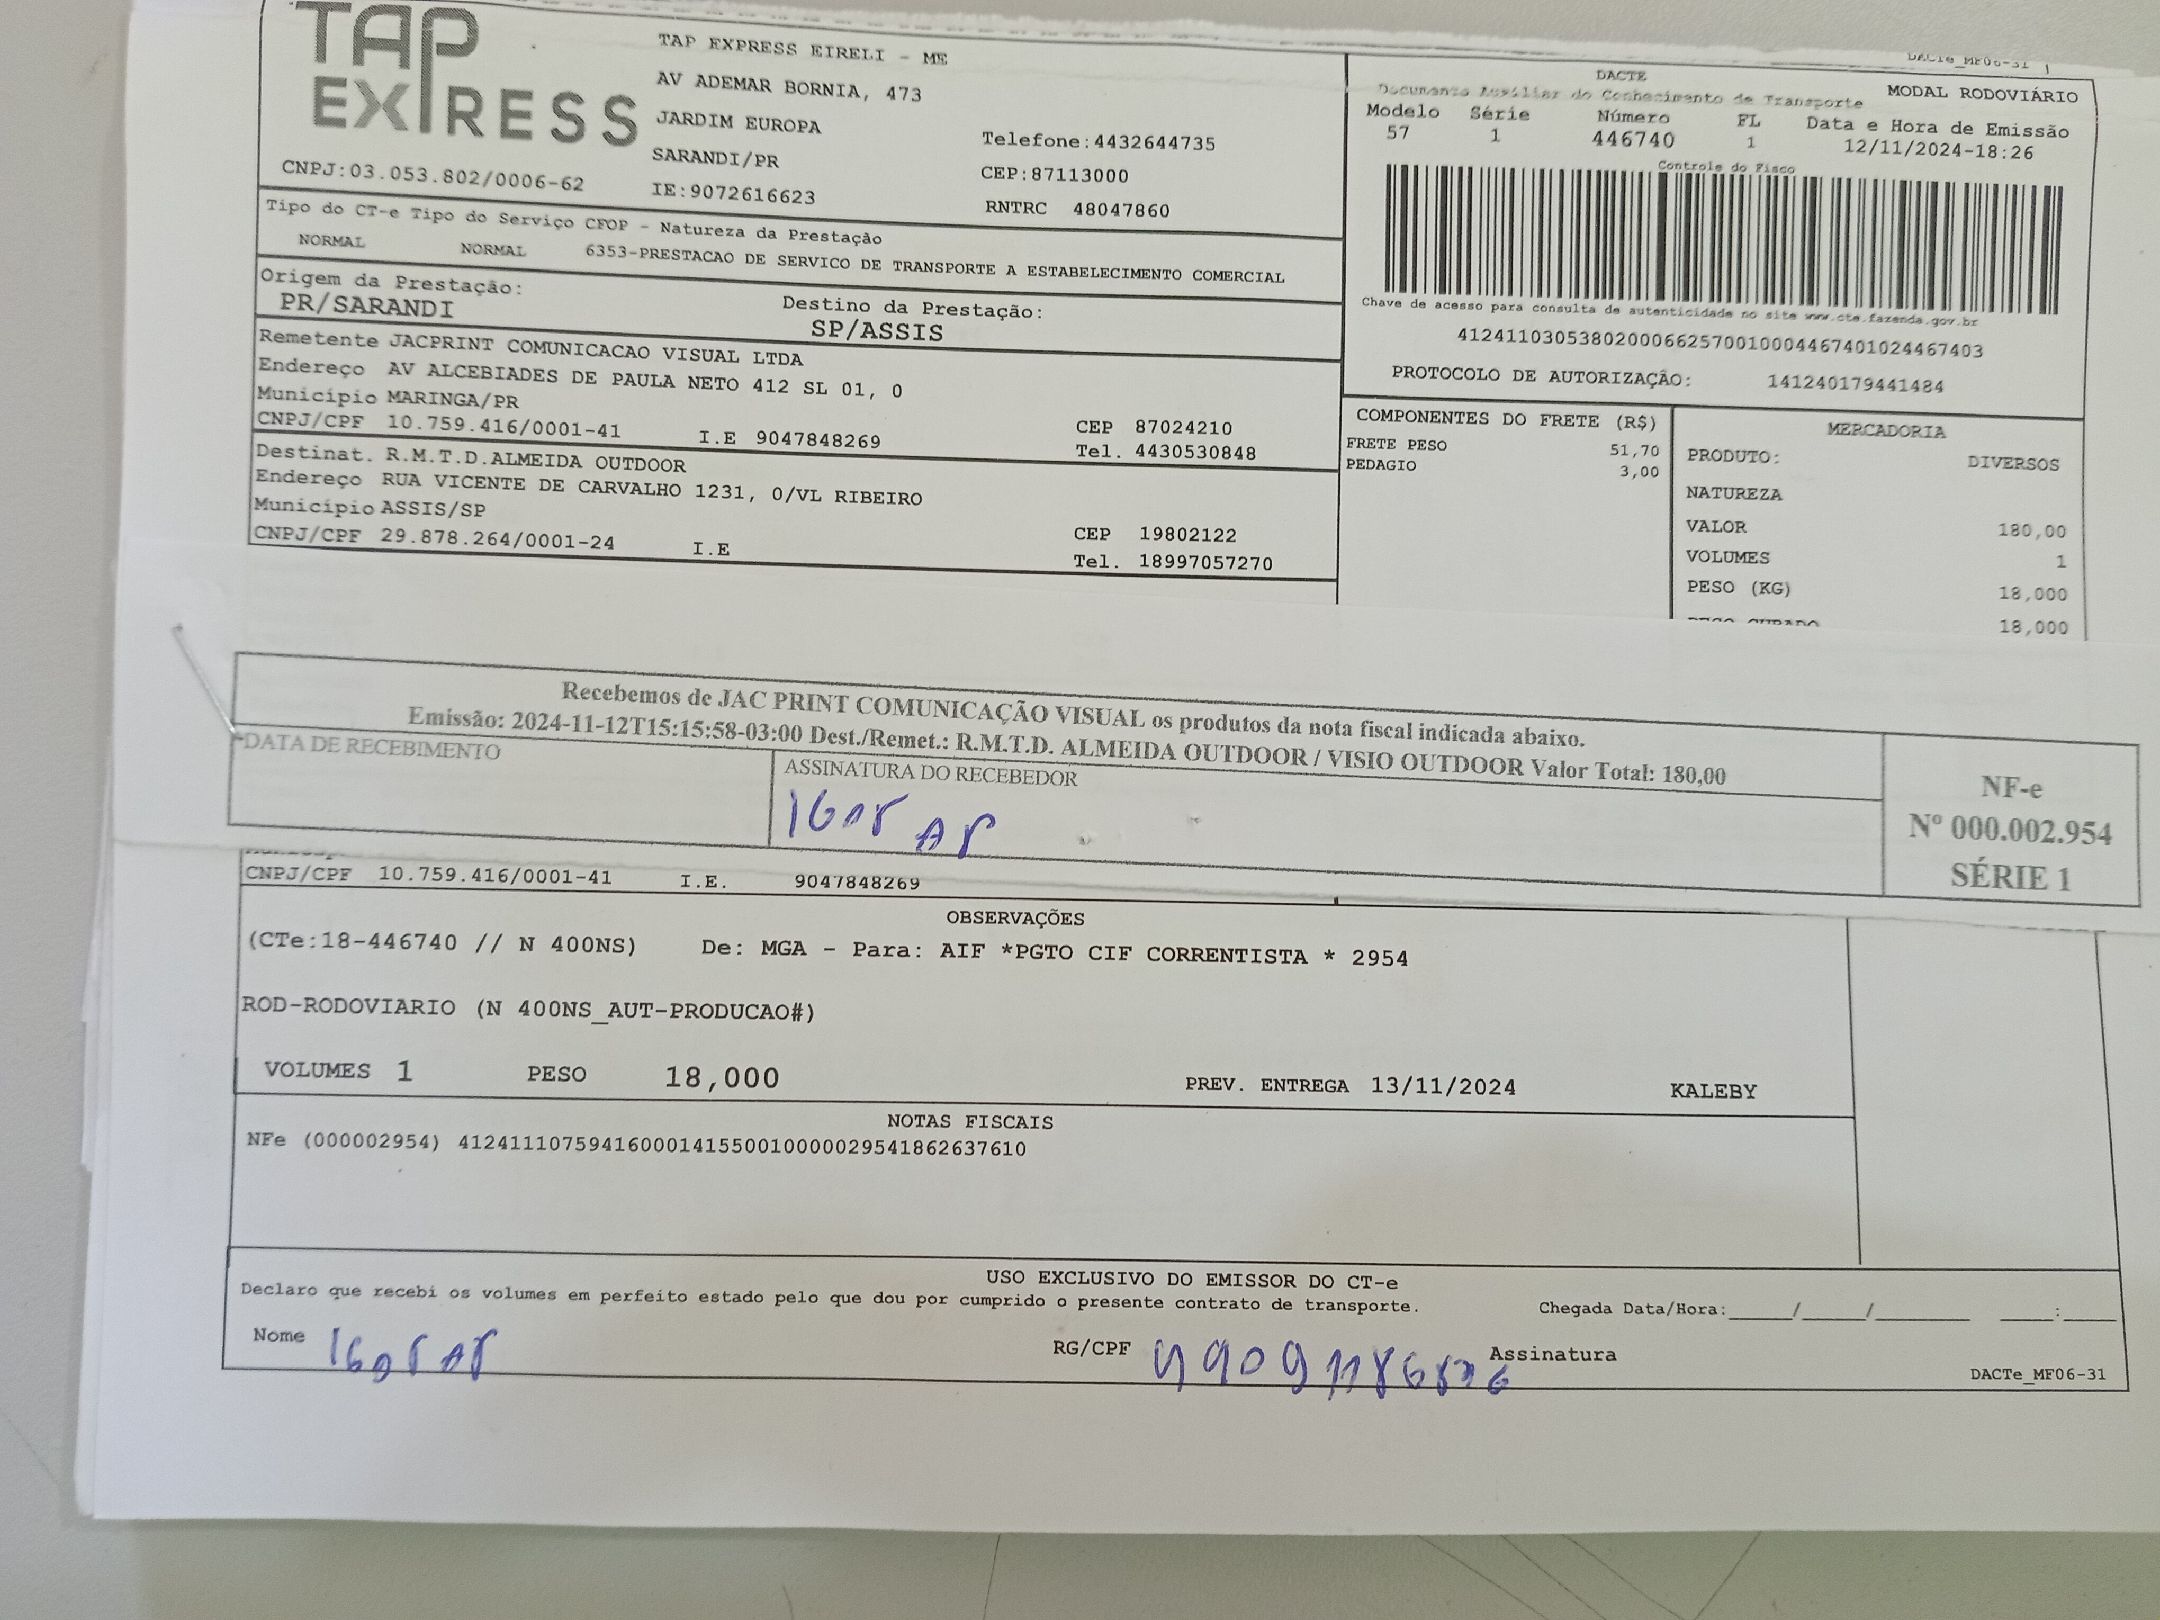 TAP
EXPRESS
CNPJ:03.053.802/0006-62
TAP EXPRESS EIRELI - ME
AV ADEMAR BORNIA, 473
JARDIM EUROPA
SARANDI/PR
IE:9072616623
Telefone:4432644735
CEP:87113000
RNTRC 48047860
DACTe_MF06-31
DACTE
Documento Auxiliar do Conhecimento de Transporte
MODAL RODOVIÁRIO
Modelo Série Número FL Data e Hora de Emissão
57 1 446740 1 12/11/2024-18:26
Controle do Fisco
Chave de acesso para consulta de autenticidade no site www.cte.fazenda.gov.br
41241103053802000662570010004467401024467403
PROTOCOLO DE AUTORIZAÇÃO: 141240179441484
Tipo do CT-e Tipo do Serviço CFOP - Natureza da Prestação
NORMAL NORMAL 6353-PRESTACAO DE SERVICO DE TRANSPORTE A ESTABELECIMENTO COMERCIAL
Origem da Prestação: Destino da Prestação:
PR/SARANDI SP/ASSIS
Remetente JACPRINT COMUNICACAO VISUAL LTDA
Endereço AV ALCEBIADES DE PAULA NETO 412 SL 01, 0
Município MARINGA/PR CEP 87024210
CNPJ/CPF 10.759.416/0001-41 I.E 9047848269 Tel. 4430530848
Destinat. R.M.T.D.ALMEIDA OUTDOOR
Endereço RUA VICENTE DE CARVALHO 1231, 0/VL RIBEIRO
Município ASSIS/SP CEP 19802122
CNPJ/CPF 29.878.264/0001-24 I.E Tel. 18997057270
COMPONENTES DO FRETE (R$)
FRETE PESO 51,70
PEDAGIO 3,00
MERCADORIA
PRODUTO: DIVERSOS
NATUREZA
VALOR 180,00
VOLUMES 1
PESO (KG) 18,000
PESO CUBADO 18,000
Recebemos de JAC PRINT COMUNICAÇÃO VISUAL os produtos da nota fiscal indicada abaixo.
Emissão: 2024-11-12T15:15:58-03:00 Dest./Remet.: R.M.T.D. ALMEIDA OUTDOOR / VISIO OUTDOOR Valor Total: 180,00
DATA DE RECEBIMENTO ASSINATURA DO RECEBEDOR
Igor
NF-e
Nº 000.002.954
SÉRIE 1
CNPJ/CPF 10.759.416/0001-41 I.E. 9047848269
OBSERVAÇÕES
(CTe:18-446740 // N 400NS) De: MGA - Para: AIF *PGTO CIF CORRENTISTA * 2954
ROD-RODOVIARIO (N 400NS_AUT-PRODUCAO#)
VOLUMES 1 PESO 18,000 PREV. ENTREGA 13/11/2024 KALEBY
NOTAS FISCAIS
NFe (000002954) 41241110759416000141550010000029541862637610
USO EXCLUSIVO DO EMISSOR DO CT-e
Declaro que recebi os volumes em perfeito estado pelo que dou por cumprido o presente contrato de transporte. Chegada Data/Hora:_____/_____/_______ ____:____
Nome Igor RG/CPF Assinatura
DACTe_MF06-31